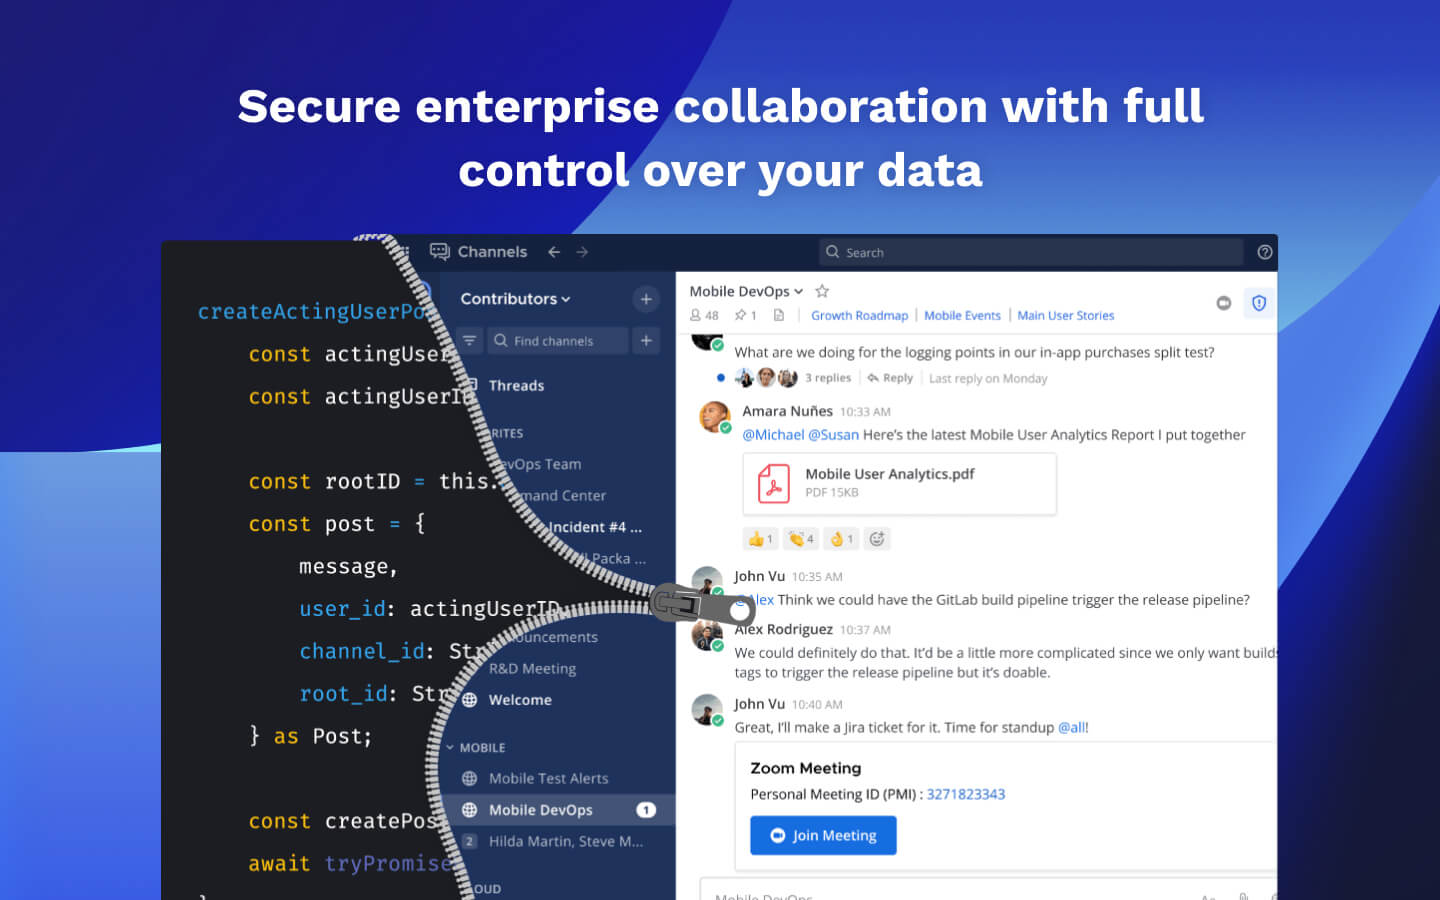 Secure enterprise collaboration with full
control over your data
Channels
Search
createActingUserPo
const actingUser
const actingUserI
const rootID = this.
const post = {
message,
user_id: actingUserID
channel_id: Str
root_id: Str
} as Post;
const createPos
await tryPromise
Contributors
Find channels
Threads
RITES
evOps Team
mand Center
Incident #4 ...
ll Packa ...
ouncements
R&D Meeting
Welcome
MOBILE
Mobile Test Alerts
Mobile DevOps 1
2 Hilda Martin, Steve M...
OUD
Mobile DevOps
48 1 Growth Roadmap | Mobile Events | Main User Stories
What are we doing for the logging points in our in-app purchases split test?
3 replies Reply Last reply on Monday
Amara Nuñes 10:33 AM
@Michael @Susan Here's the latest Mobile User Analytics Report I put together
Mobile User Analytics.pdf
PDF 15KB
1 4 1
John Vu 10:35 AM
@Alex Think we could have the GitLab build pipeline trigger the release pipeline?
Alex Rodriguez 10:37 AM
We could definitely do that. It'd be a little more complicated since we only want builds
tags to trigger the release pipeline but it's doable.
John Vu 10:40 AM
Great, I'll make a Jira ticket for it. Time for standup @all!
Zoom Meeting
Personal Meeting ID (PMI) : 3271823343
Join Meeting
Mobile DevOps